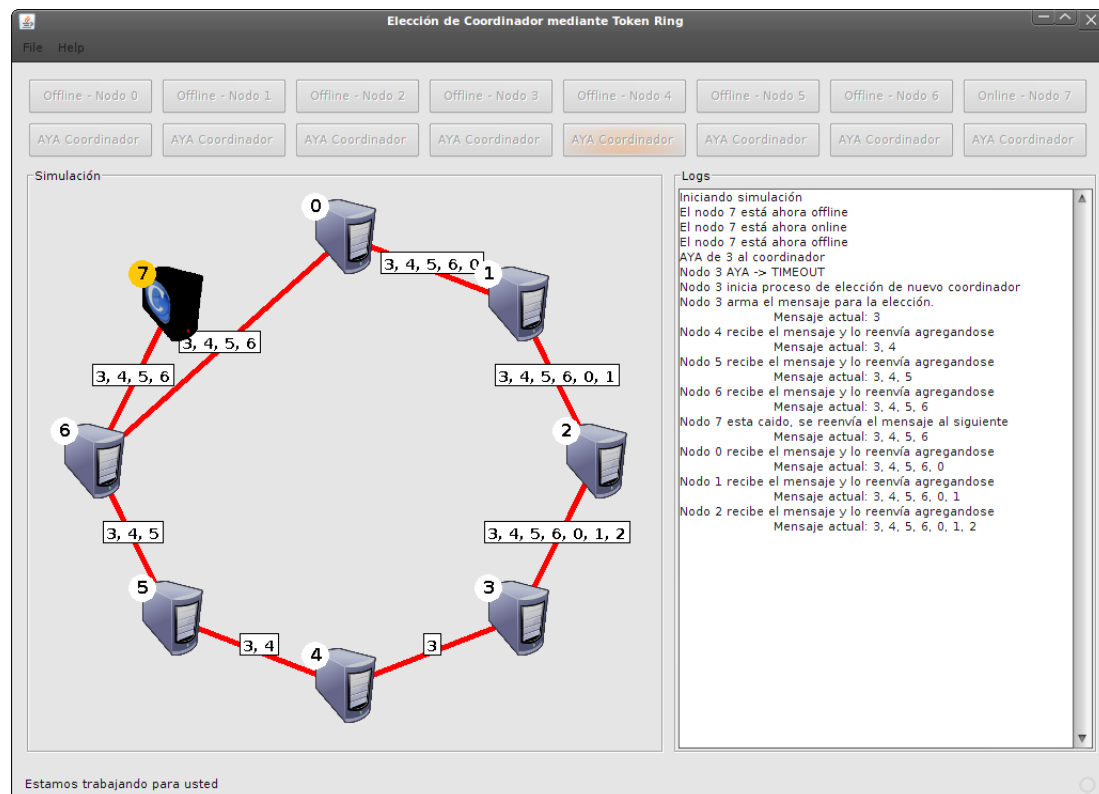 Elección de Coordinador mediante Token Ring
File Help
Offline - Nodo 0 Offline - Nodo 1 Offline - Nodo 2 Offline - Nodo 3 Offline - Nodo 4 Offline - Nodo 5 Offline - Nodo 6 Online - Nodo 7
AYA Coordinador AYA Coordinador AYA Coordinador AYA Coordinador AYA Coordinador AYA Coordinador AYA Coordinador AYA Coordinador
Simulación
0
3, 4, 5, 6, 0
1
7
3, 4, 5, 6
3, 4, 5, 6
3, 4, 5, 6, 0, 1
6
2
3, 4, 5
3, 4, 5, 6, 0, 1, 2
5
3
3, 4
3
4
Logs
Iniciando simulación
El nodo 7 está ahora offline
El nodo 7 está ahora online
El nodo 7 está ahora offline
AYA de 3 al coordinador
Nodo 3 AYA -> TIMEOUT
Nodo 3 inicia proceso de elección de nuevo coordinador
Nodo 3 arma el mensaje para la elección.
Mensaje actual: 3
Nodo 4 recibe el mensaje y lo reenvía agregandose
Mensaje actual: 3, 4
Nodo 5 recibe el mensaje y lo reenvía agregandose
Mensaje actual: 3, 4, 5
Nodo 6 recibe el mensaje y lo reenvía agregandose
Mensaje actual: 3, 4, 5, 6
Nodo 7 esta caido, se reenvía el mensaje al siguiente
Mensaje actual: 3, 4, 5, 6
Nodo 0 recibe el mensaje y lo reenvía agregandose
Mensaje actual: 3, 4, 5, 6, 0
Nodo 1 recibe el mensaje y lo reenvía agregandose
Mensaje actual: 3, 4, 5, 6, 0, 1
Nodo 2 recibe el mensaje y lo reenvía agregandose
Mensaje actual: 3, 4, 5, 6, 0, 1, 2
Estamos trabajando para usted